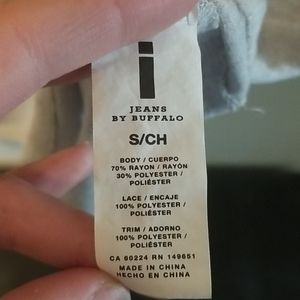 i
JEANS
BY BUFFALO
S/CH
BODY / CUERPO
70% RAYON / RAYÓN
30% POLYESTER /
POLIÉSTER
LACE / ENCAJE
100% POLYESTER /
POLIÉSTER
TRIM / ADORNO
100% POLYESTER /
POLIÉSTER
CA 60224 RN 149651
MADE IN CHINA
HECHO EN CHINA